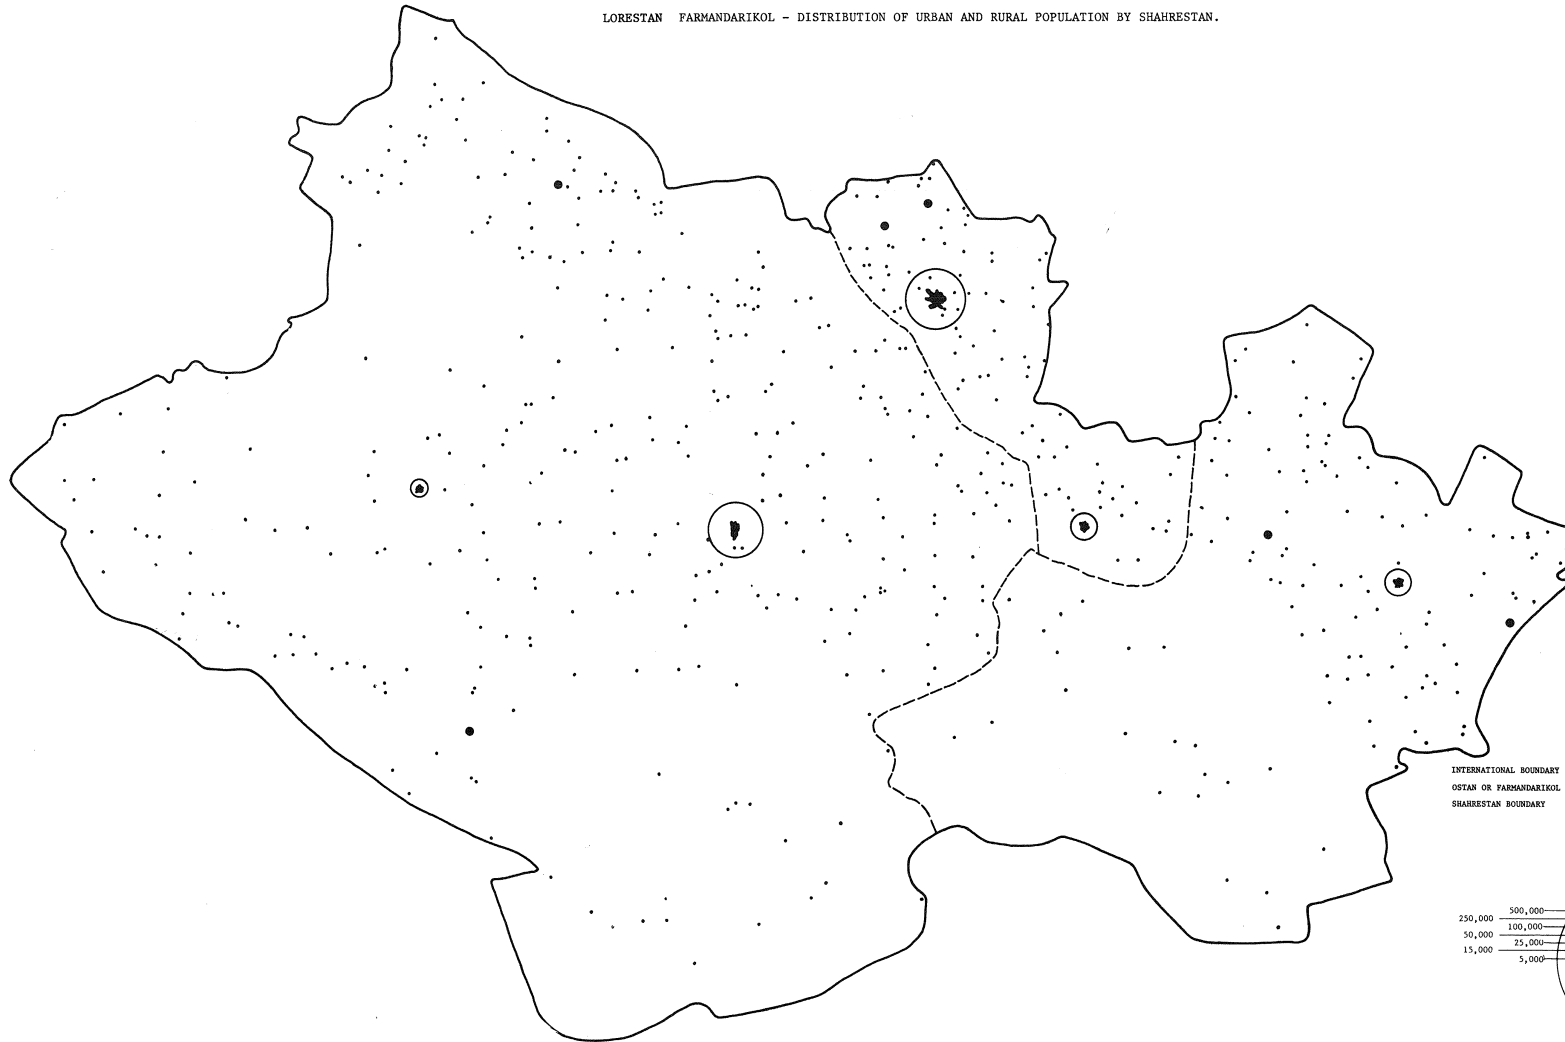 LORESTAN FARMANDARIKOL - DISTRIBUTION OF URBAN AND RURAL POPULATION BY SHAHRESTAN.
INTERNATIONAL BOUNDARY
OSTAN OR FARMANDARIKOL
SHAHRESTAN BOUNDARY
500,000
250,000
100,000
50,000
25,000
15,000
5,000